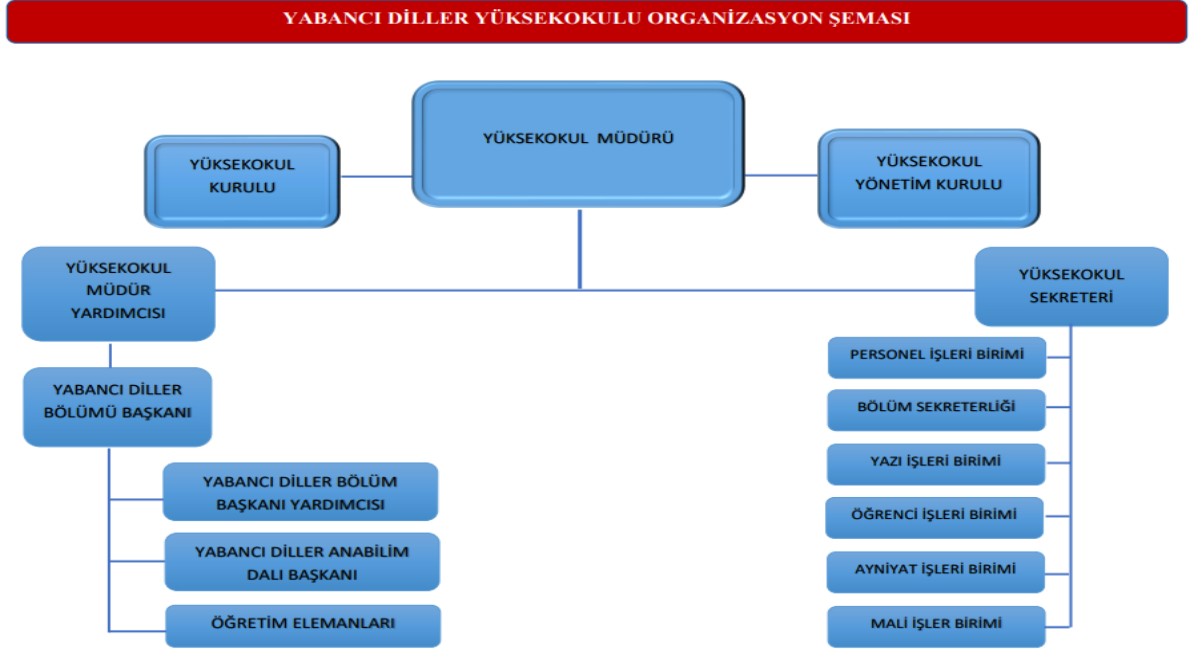 YABANCI DİLLER YÜKSEKOKULU ORGANİZASYON ŞEMASI
YÜKSEKOKUL MÜDÜRÜ
YÜKSEKOKUL
KURULU
YÜKSEKOKUL
YÖNETİM KURULU
YÜKSEKOKUL
MÜDÜR
YARDIMCISI
YÜKSEKOKUL
SEKRETERİ
YABANCI DİLLER
BÖLÜMÜ BAŞKANI
YABANCI DİLLER BÖLÜM
BAŞKANI YARDIMCISI
YABANCI DİLLER ANABİLİM
DALI BAŞKANI
ÖĞRETİM ELEMANLARI
PERSONEL İŞLERİ BİRİMİ
BÖLÜM SEKRETERLİĞİ
YAZI İŞLERİ BİRİMİ
ÖĞRENCİ İŞLERİ BİRİMİ
AYNİYAT İŞLERİ BİRİMİ
MALİ İŞLER BİRİMİ